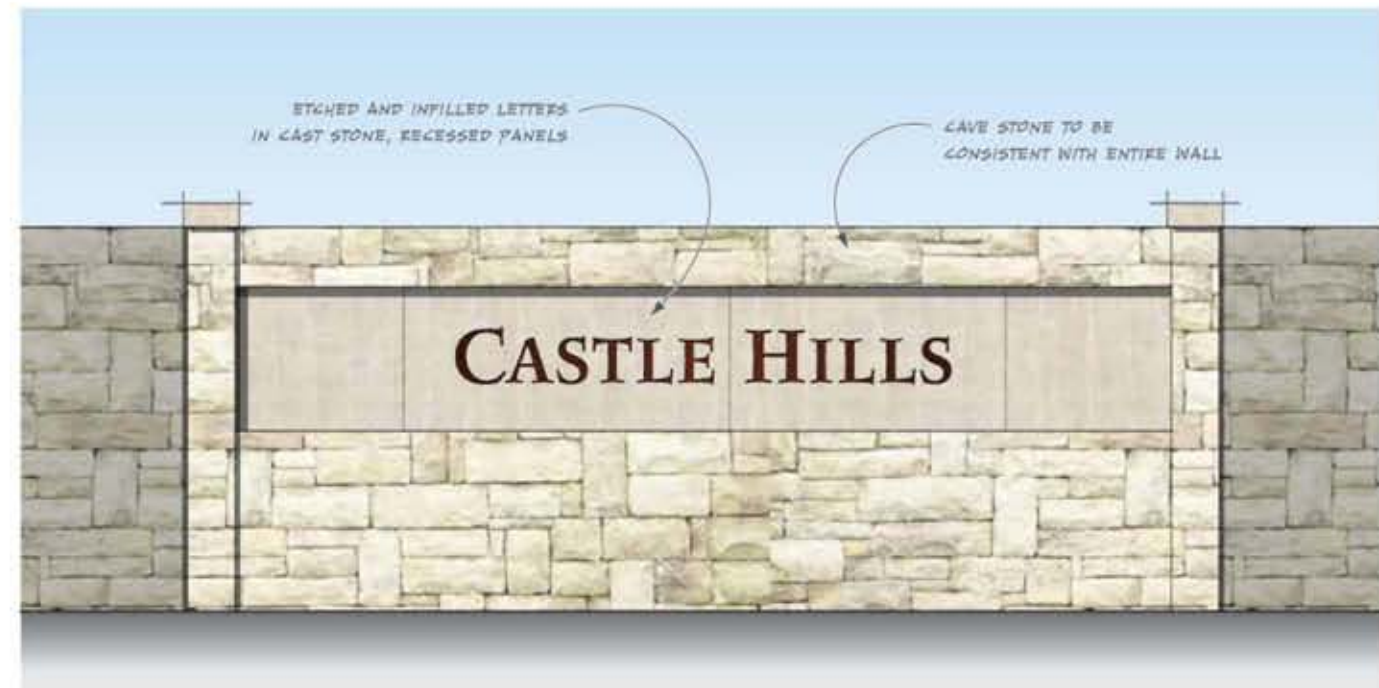 ETCHED AND INFILLED LETTERS
IN CAST STONE, RECESSED PANELS
CAVE STONE TO BE
CONSISTENT WITH ENTIRE WALL
CASTLE HILLS